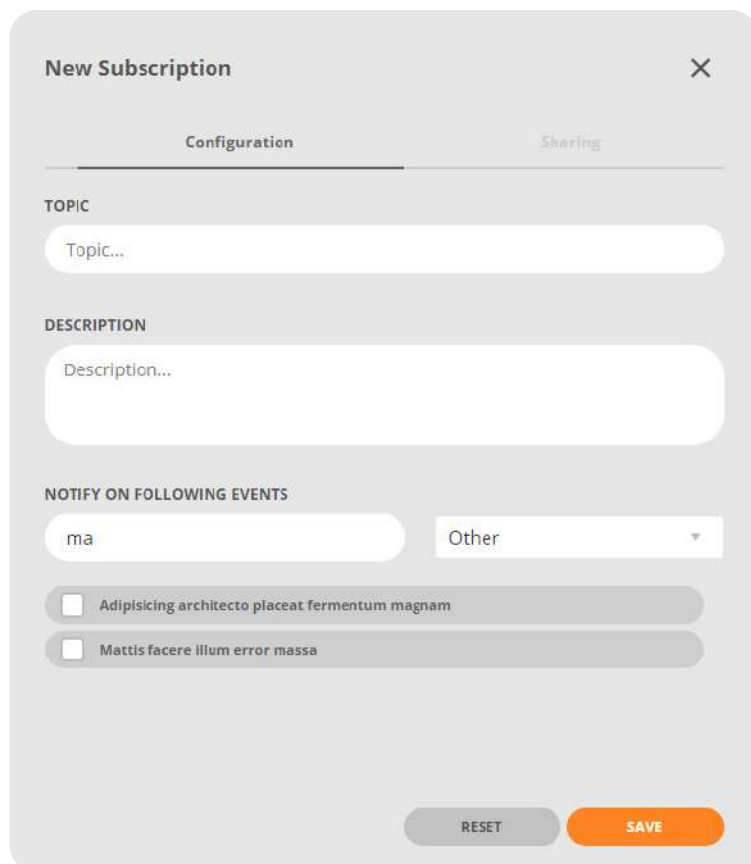 New Subscription
Configuration Sharing
TOPIC
Topic...
DESCRIPTION
Description...
NOTIFY ON FOLLOWING EVENTS
ma Other
Adipisicing architecto placeat fermentum magnam
Mattis facere illum error massa
RESET SAVE